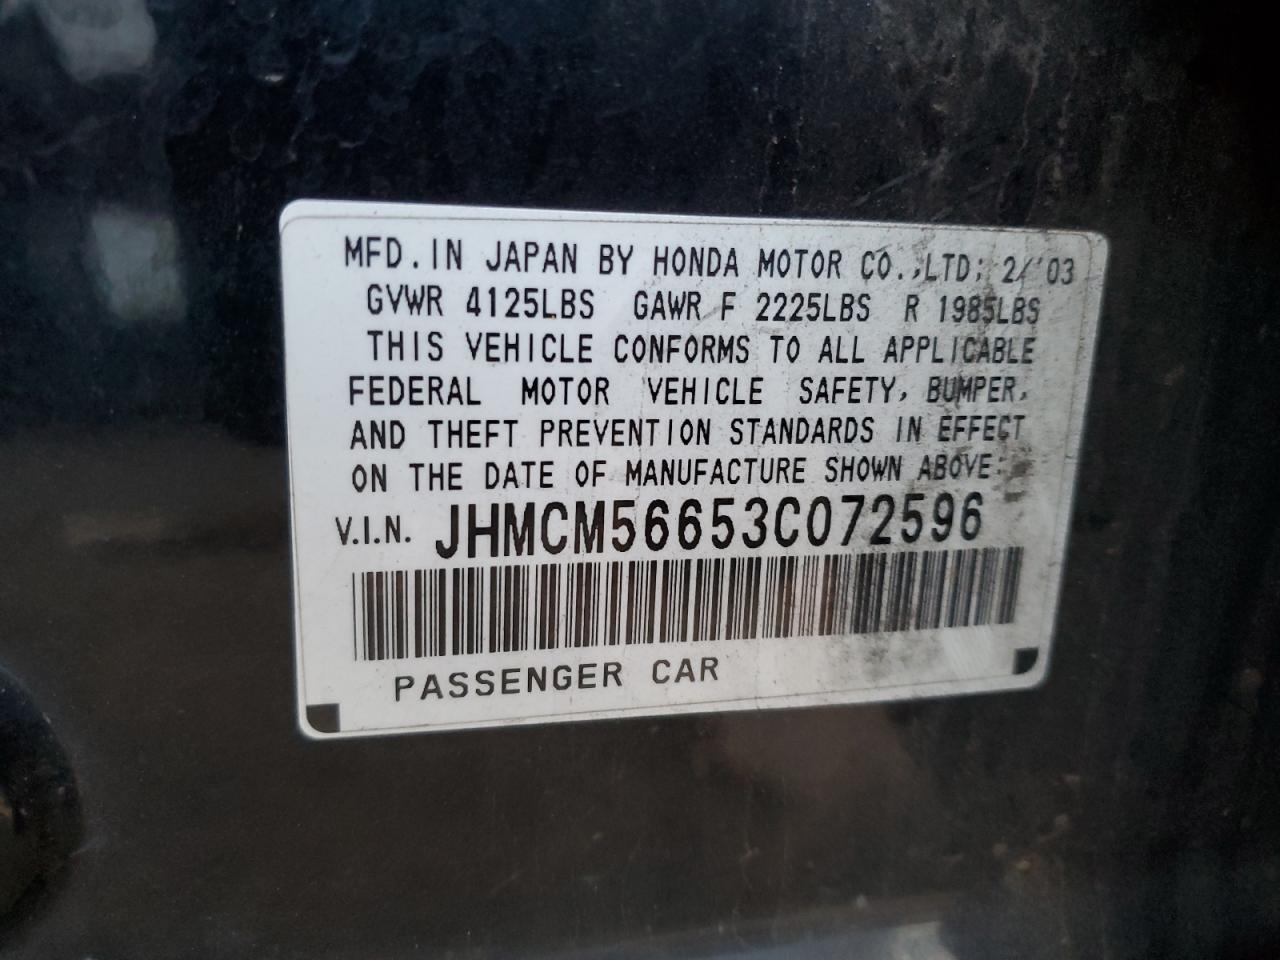 MFD. IN JAPAN BY HONDA MOTOR CO.,LTD; 2/'03
GVWR 4125LBS GAWR F 2225LBS R 1985LBS
THIS VEHICLE CONFORMS TO ALL APPLICABLE
FEDERAL MOTOR VEHICLE SAFETY, BUMPER,
AND THEFT PREVENTION STANDARDS IN EFFECT
ON THE DATE OF MANUFACTURE SHOWN ABOVE:
V.I.N. JHMCM56653C072596
PASSENGER CAR